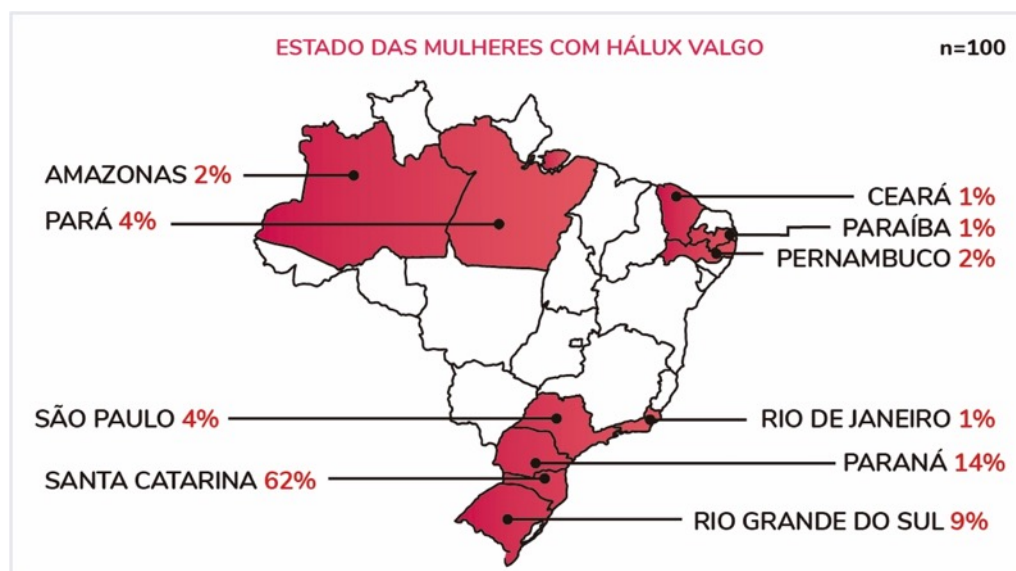 ESTADO DAS MULHERES COM HÁLUX VALGO
n=100
AMAZONAS 2%
PARÁ 4%
CEARÁ 1%
PARAÍBA 1%
PERNAMBUCO 2%
SÃO PAULO 4%
SANTA CATARINA 62%
RIO DE JANEIRO 1%
PARANÁ 14%
RIO GRANDE DO SUL 9%